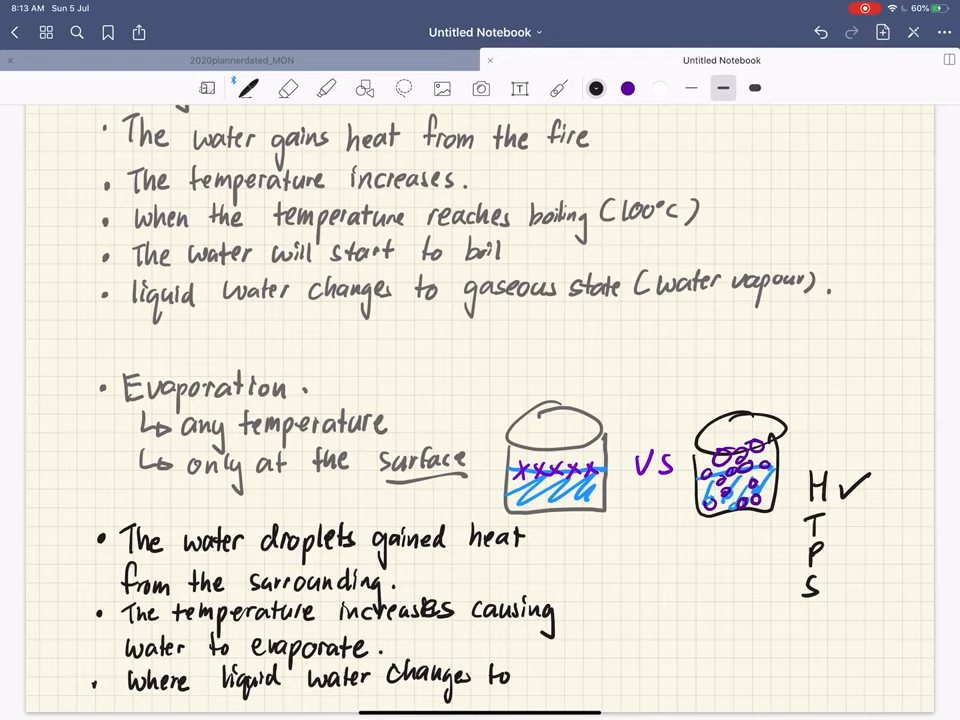 8:13 AM Sun 5 Jul
60%
Untitled Notebook
2020plannerdated_MON
Untitled Notebook
• The water gains heat from the fire
• The temperature increases.
• when the temperature reaches boiling (100°C)
• The water will start to boil
• liquid water changes to gaseous state (water vapour).
• Evaporation.
↳ any temperature
↳ only at the surface
VS
H ✓
T
P
S
• The water droplets gained heat
from the surrounding.
• The temperature increases causing
water to evaporate.
• Where liquid water changes to